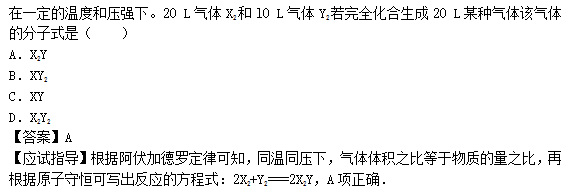 在一定的温度和压强下。20 L气体X₂和l0 L气体Y₂若完全化合生成20 L某种气体该气体
的分子式是（ ）
A．X₂Y
B．XY₂
C．XY
D．X₂Y₂
【答案】A
【应试指导】根据阿伏加德罗定律可知，同温同压下，气体体积之比等于物质的量之比，再
根据原子守恒可写出反应的方程式：2X₂+Y₂═══2X₂Y，A项正确．